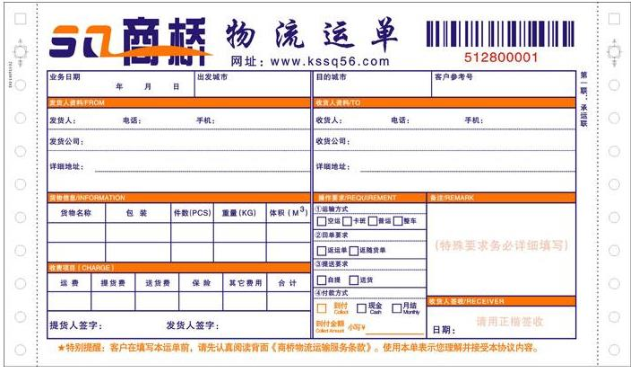 SQ商桥 物流运单
网址：www.kssq56.com
512800001
业务日期 年 月 日 出发城市 目的城市 客户参考号
发货人资料/FROM 收货人资料/TO
发货人： 电话： 手机： 收货人： 电话： 手机：
发货公司： 收货公司：
详细地址： 详细地址：
第一联：承运联
货物信息/INFORMATION 操作要求/REQUIREMENT 备注/REMARK
货物名称 包装 件数(PCS) 重量(KG) 体积(M³)
①运输方式
空运 卡班 普运 整车
②回单要求
返运单 返随货单
③提送要求
自提 送货
(特殊要求务必详细填写)
收费项目(CHARGE)
运费 提货费 送货费 保险 其它费用 合计
④付款方式
到付 Collect 现金 Cash 月结 Monthly
到付金额 Collect Amount 小写¥
收货人签收/RECEIVER
请用正楷签收
日期：
提货人签字： 发货人签字：
★特别提醒：客户在填写本运单前，请先认真阅读背面《商桥物流运输服务条款》。使用本单表示您理解并接受本协议内容。